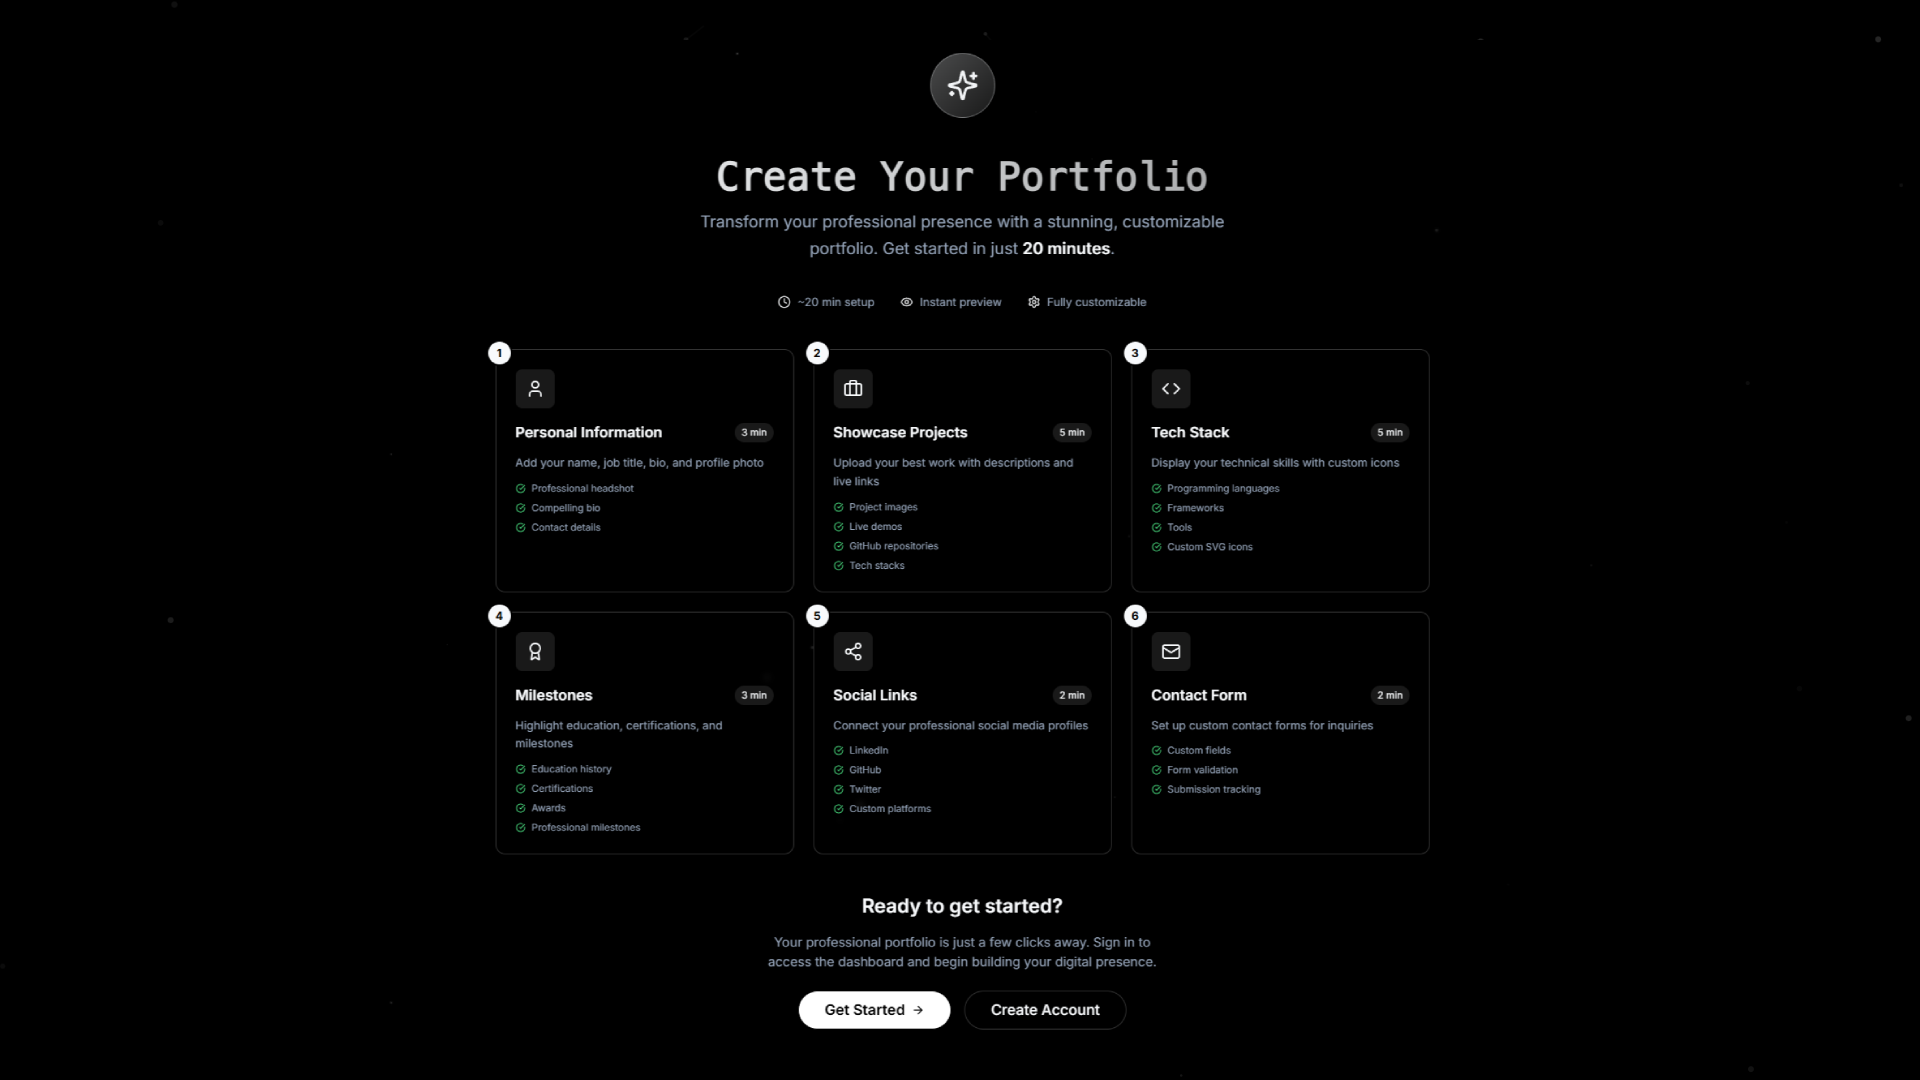 Create Your Portfolio
Transform your professional presence with a stunning, customizable
portfolio. Get started in just 20 minutes.
~20 min setup
Instant preview
Fully customizable
1
Personal Information
3 min
Add your name, job title, bio, and profile photo
Professional headshot
Compelling bio
Contact details
2
Showcase Projects
5 min
Upload your best work with descriptions and
live links
Project images
Live demos
GitHub repositories
Tech stacks
3
Tech Stack
5 min
Display your technical skills with custom icons
Programming languages
Frameworks
Tools
Custom SVG icons
4
Milestones
3 min
Highlight education, certifications, and
milestones
Education history
Certifications
Awards
Professional milestones
5
Social Links
2 min
Connect your professional social media profiles
LinkedIn
GitHub
Twitter
Custom platforms
6
Contact Form
2 min
Set up custom contact forms for inquiries
Custom fields
Form validation
Submission tracking
Ready to get started?
Your professional portfolio is just a few clicks away. Sign in to
access the dashboard and begin building your digital presence.
Get Started →
Create Account